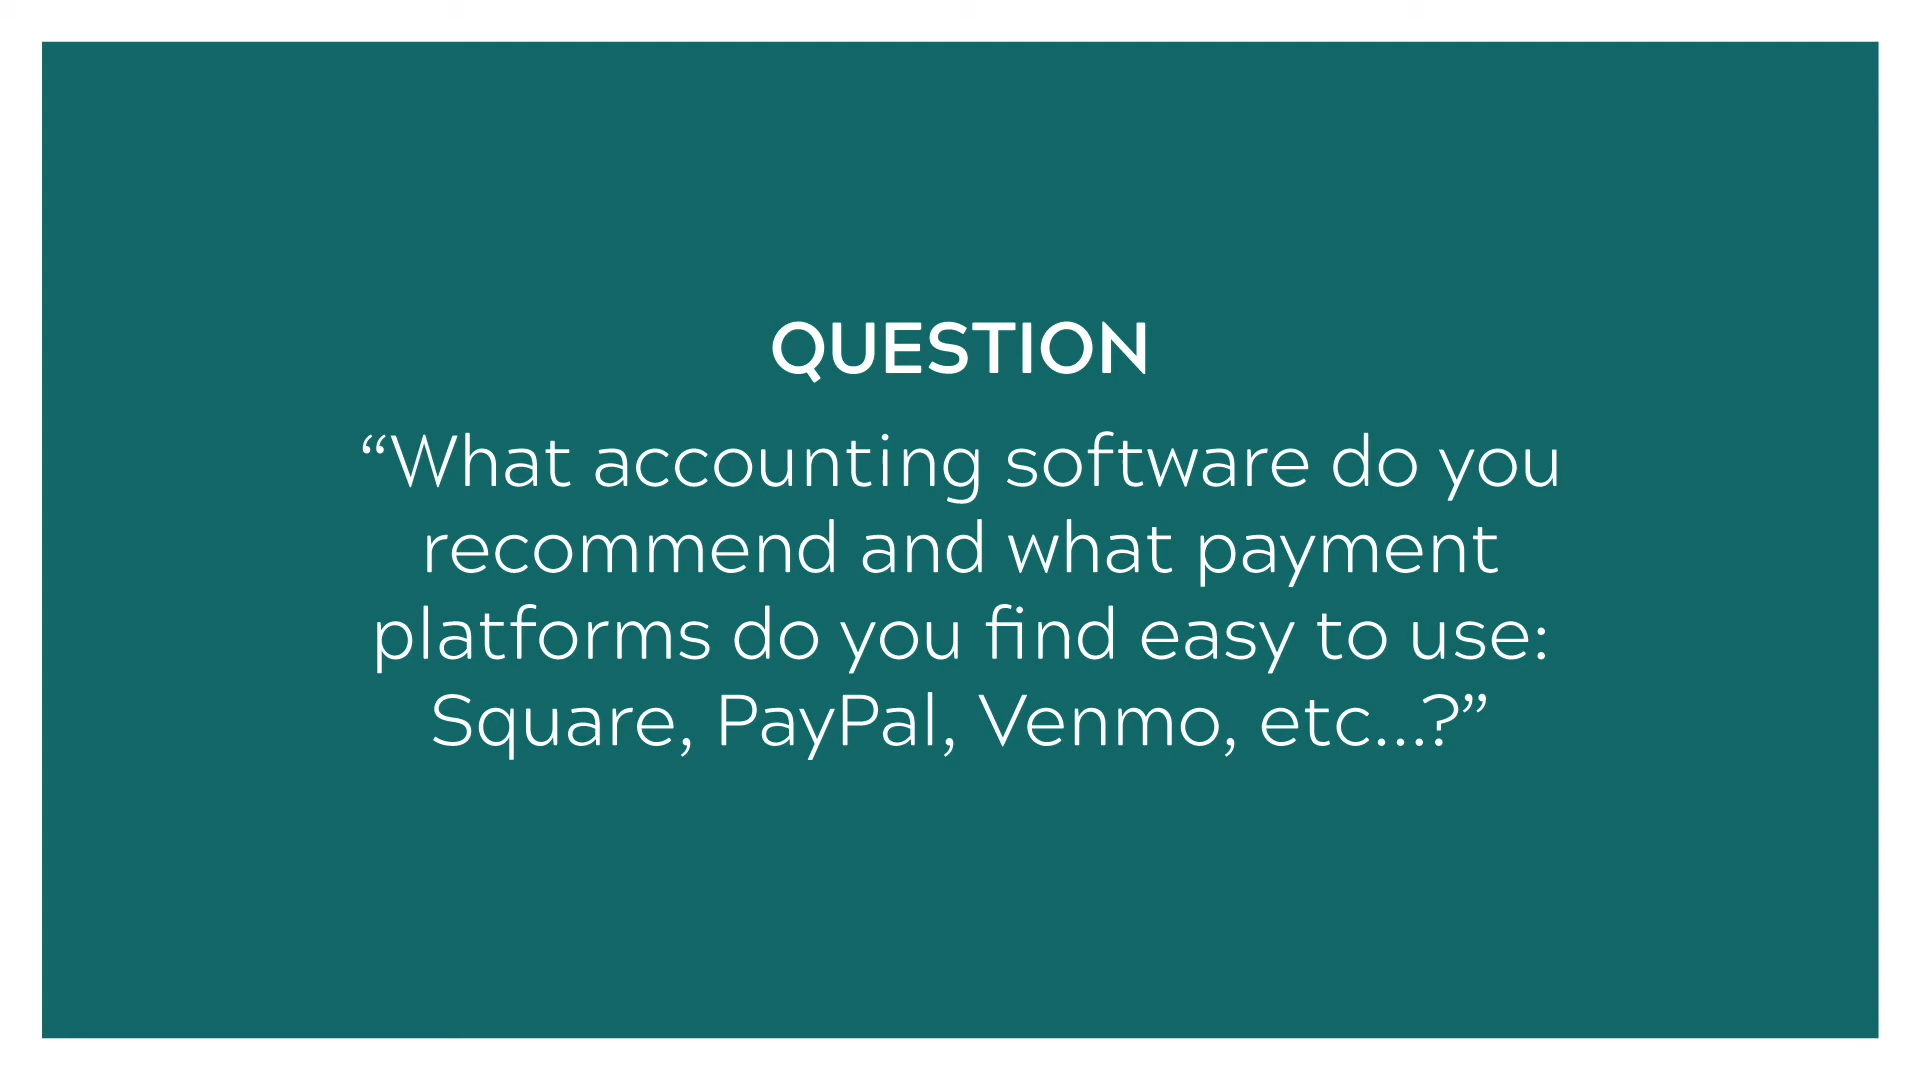 QUESTION
“What accounting software do you
recommend and what payment
platforms do you find easy to use:
Square, PayPal, Venmo, etc...?”